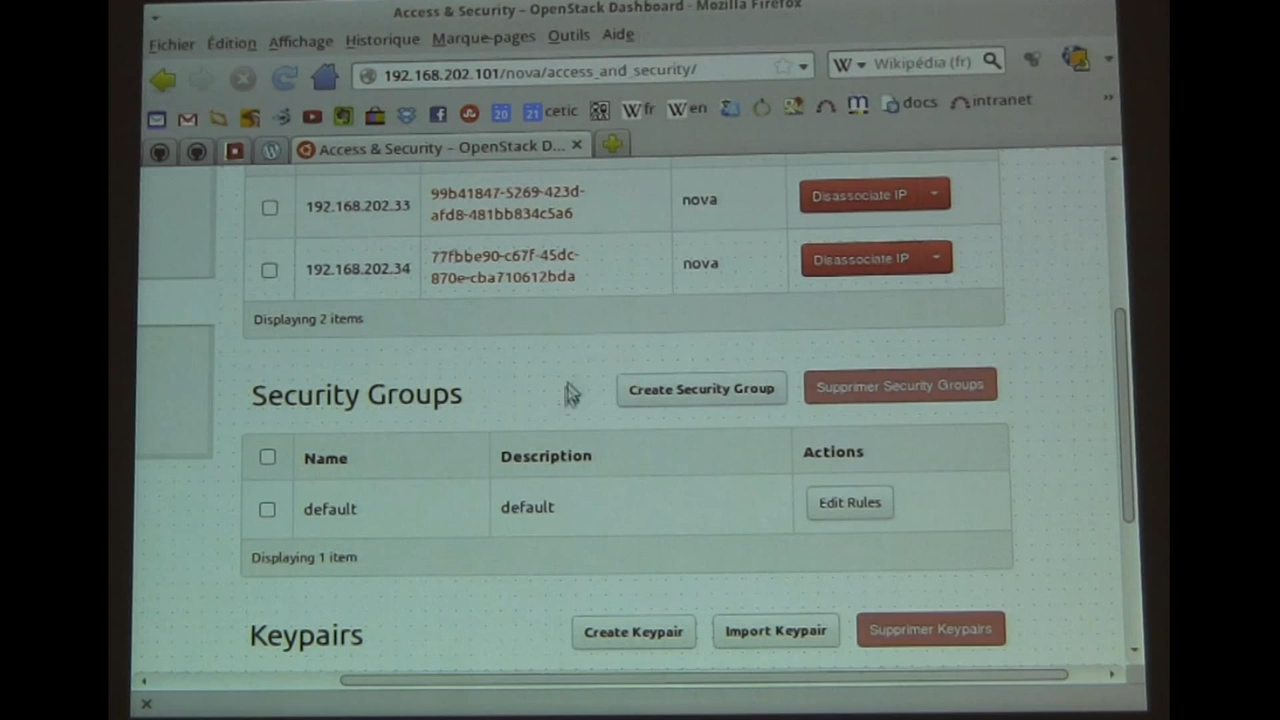 Access & Security - OpenStack Dashboard - Mozilla Firefox
Fichier Édition Affichage Historique Marque-pages Outils Aide
192.168.202.101/nova/access_and_security/
W Wikipédia (fr)
20 21 cetic W fr W en docs intranet »
Access & Security - OpenStack D... ×
192.168.202.33 99b41847-5269-423d- nova Disassociate IP
afd8-481bb834c5a6
192.168.202.34 77fbbe90-c67f-45dc- nova Disassociate IP
870e-cba710612bda
Displaying 2 items
Security Groups Create Security Group Supprimer Security Groups
Name Description Actions
default default Edit Rules
Displaying 1 item
Keypairs Create Keypair Import Keypair Supprimer Keypairs